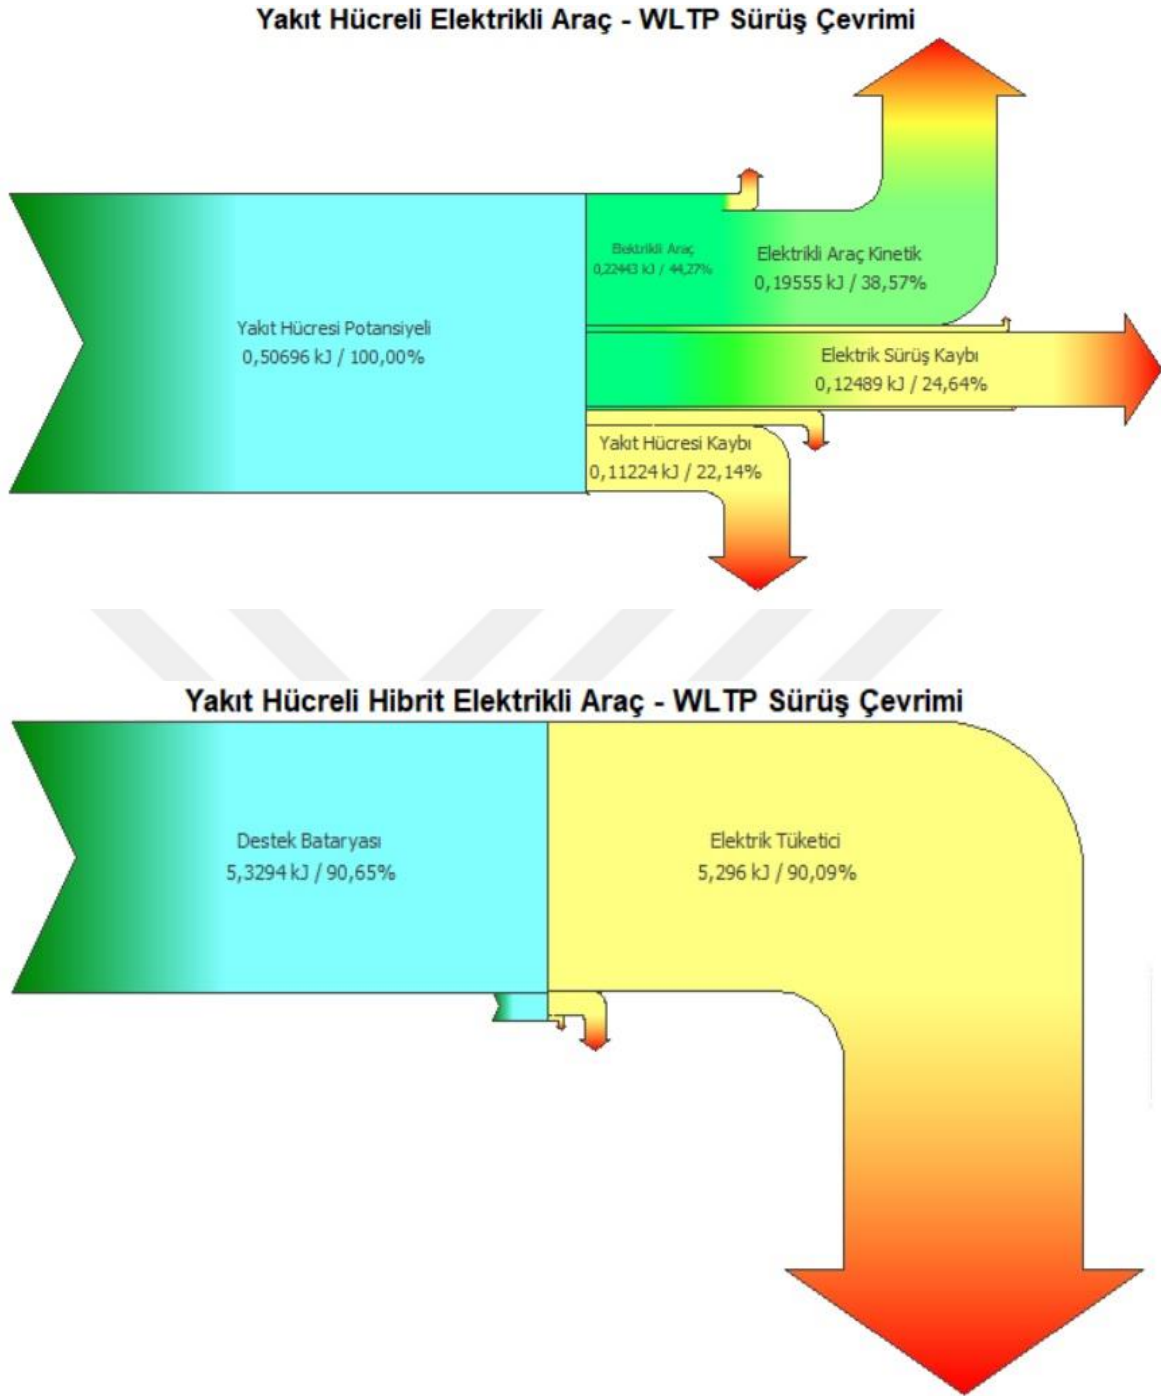 Yakıt Hücreli Elektrikli Araç - WLTP Sürüş Çevrimi
Elektrikli Araç
0,22443 kJ / 44,27%
Elektrikli Araç Kinetik
0,19555 kJ / 38,57%
Yakıt Hücresi Potansiyeli
0,50696 kJ / 100,00%
Elektrik Sürüş Kaybı
0,12489 kJ / 24,64%
Yakıt Hücresi Kaybı
0,11224 kJ / 22,14%
Yakıt Hücreli Hibrit Elektrikli Araç - WLTP Sürüş Çevrimi
Destek Bataryası
5,3294 kJ / 90,65%
Elektrik Tüketici
5,296 kJ / 90,09%